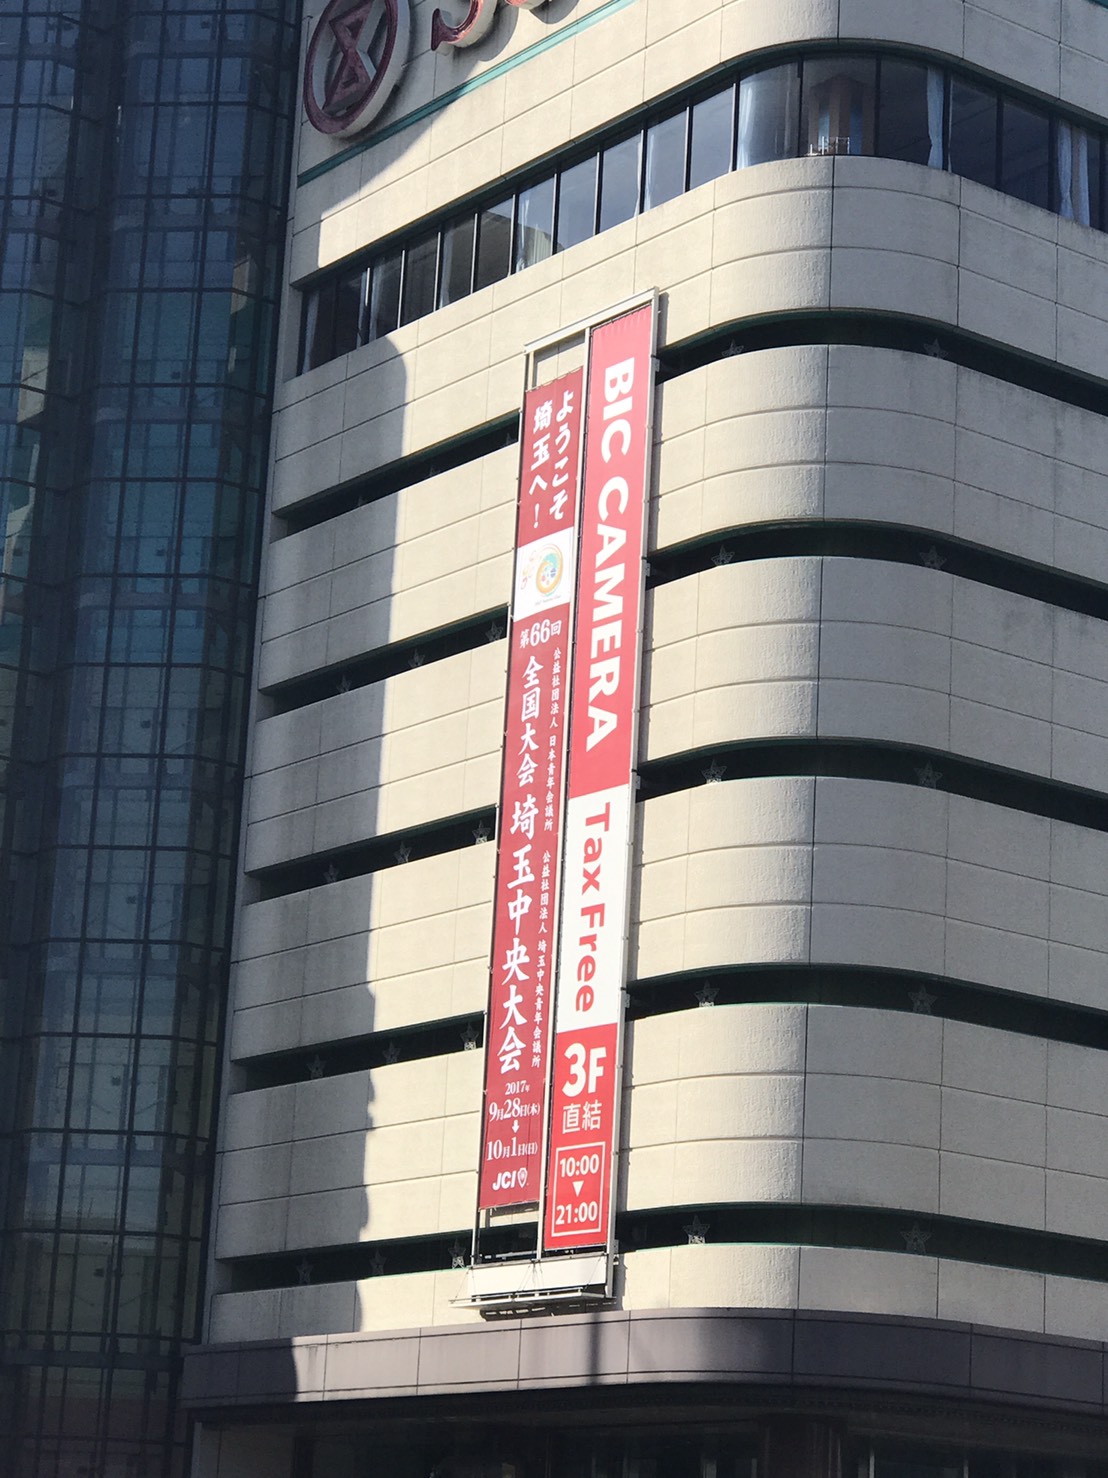 ようこそ
埼玉へ!
第66回
公益社団法人 日本青年会議所
公益社団法人 埼玉中央青年会議所
全国大会 埼玉中央大会
2017年
9月28日(木)
10月1日(日)
JCI
BIC CAMERA
Tax Free
3F
直結
10:00
▼
21:00